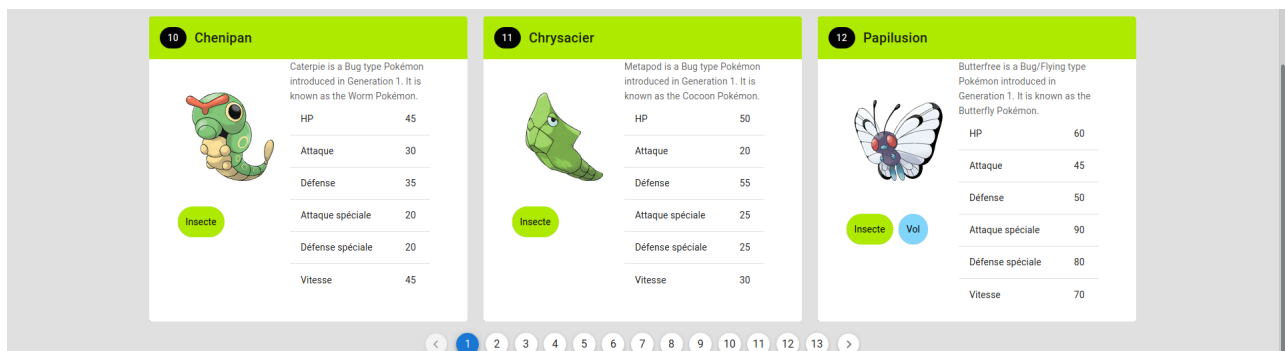 10 Chenipan
Caterpie is a Bug type Pokémon
introduced in Generation 1. It is
known as the Worm Pokémon.
HP 45
Attaque 30
Défense 35
Attaque spéciale 20
Défense spéciale 20
Vitesse 45
Insecte
11 Chrysacier
Metapod is a Bug type Pokémon
introduced in Generation 1. It is
known as the Cocoon Pokémon.
HP 50
Attaque 20
Défense 55
Attaque spéciale 25
Défense spéciale 25
Vitesse 30
Insecte
12 Papilusion
Butterfree is a Bug/Flying type
Pokémon introduced in
Generation 1. It is known as the
Butterfly Pokémon.
HP 60
Attaque 45
Défense 50
Attaque spéciale 90
Défense spéciale 80
Vitesse 70
Insecte Vol
< 1 2 3 4 5 6 7 8 9 10 11 12 13 >